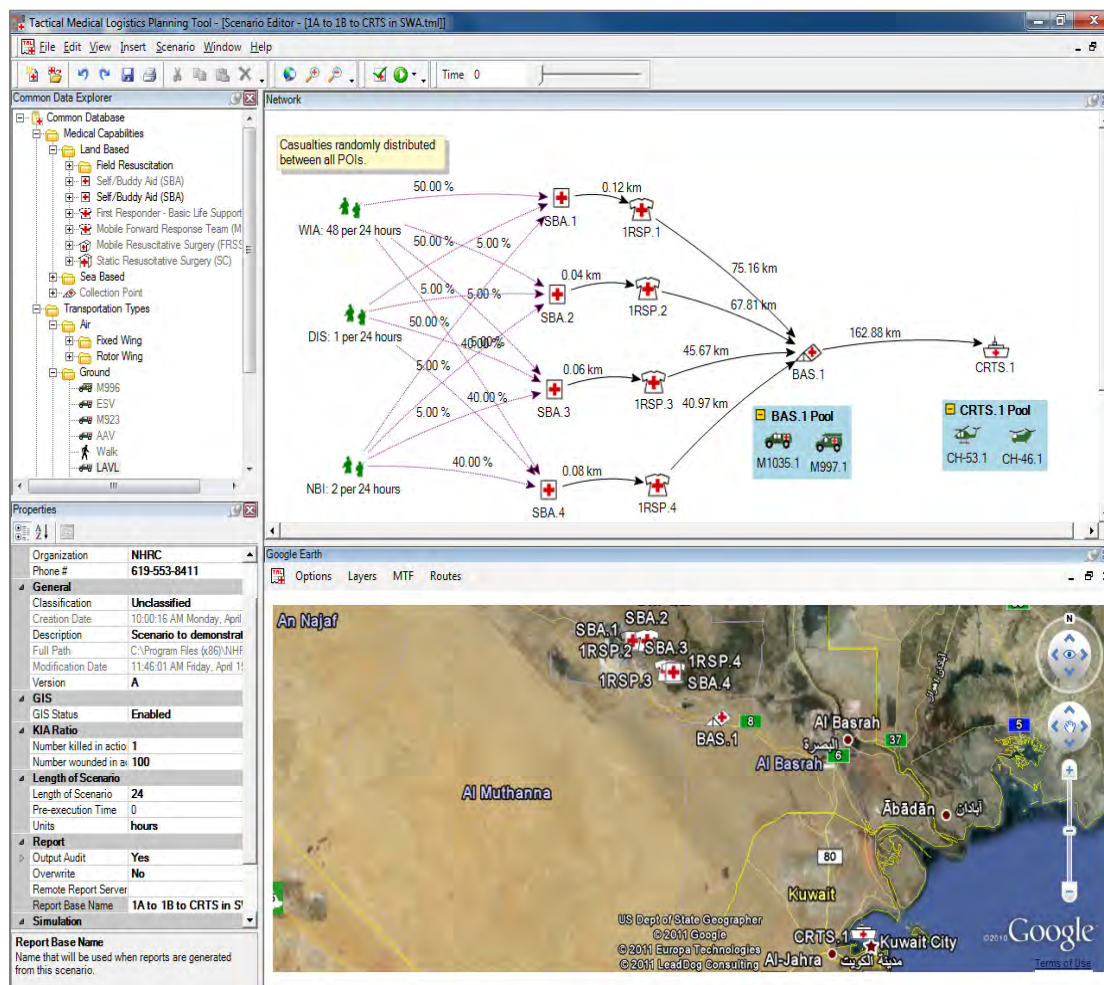 Tactical Medical Logistics Planning Tool - [Scenario Editor - [1A to 1B to CRTS in SWA.tml]]
File Edit View Insert Scenario Window Help
Time 0
Common Data Explorer
Common Database
Medical Capabilities
Land Based
Field Resuscitation
Self/Buddy Aid (SBA)
Self/Buddy Aid (SBA)
First Responder - Basic Life Support
Mobile Forward Response Team (M
Mobile Resuscitative Surgery (FRSS
Static Resuscitative Surgery (SC)
Sea Based
Collection Point
Transportation Types
Air
Fixed Wing
Rotor Wing
Ground
M996
ESV
M923
AAV
Walk
LAVL
Properties
Organization NHRC
Phone # 619-553-8411
General
Classification Unclassified
Creation Date 10:00:16 AM Monday, April
Description Scenario to demonstrat
Full Path C:\Program Files (x86)\NHF
Modification Date 11:46:01 AM Friday, April 15
Version A
GIS
GIS Status Enabled
KIA Ratio
Number killed in actio 1
Number wounded in a 100
Length of Scenario
Length of Scenario 24
Pre-execution Time 0
Units hours
Report
Output Audit Yes
Overwrite No
Remote Report Server
Report Base Name 1A to 1B to CRTS in S
Simulation
Report Base Name
Name that will be used when reports are generated
from this scenario.
Network
Casualties randomly distributed
between all POIs.
50.00 %
0.12 km
SBA.1
1RSP.1
WIA: 48 per 24 hours
50.00 %
5.00 %
75.16 km
0.04 km
5.00 %
5.00 %
SBA.2
1RSP.2
67.81 km
50.00 %
DIS: 1 per 24 hours
40.00 %
5.00 %
45.67 km
162.88 km
BAS.1
CRTS.1
5.00 %
0.06 km
SBA.3
1RSP.3
40.00 %
5.00 %
40.97 km
BAS.1 Pool
M1035.1 M997.1
CRTS.1 Pool
CH-53.1 CH-46.1
40.00 %
NBI: 2 per 24 hours
0.08 km
SBA.4
1RSP.4
Google Earth
Options Layers MTF Routes
An Najaf
SBA.2
SBA.1
1RSP.2 SBA.3
1RSP.4
1RSP.3 SBA.4
N
BAS.1
8
Al Basrah
البصرة
37
5
6
Al Basrah
Al Muthanna
Ābādān
آبادان
80
Kuwait
US Dept of State Geographer
© 2011 Google
© 2011 Europa Technologies
© 2011 LeadDog Consulting
CRTS.1
Kuwait City
Al-Jahra
مدينة الكويت
©2010 Google
Terms of Use